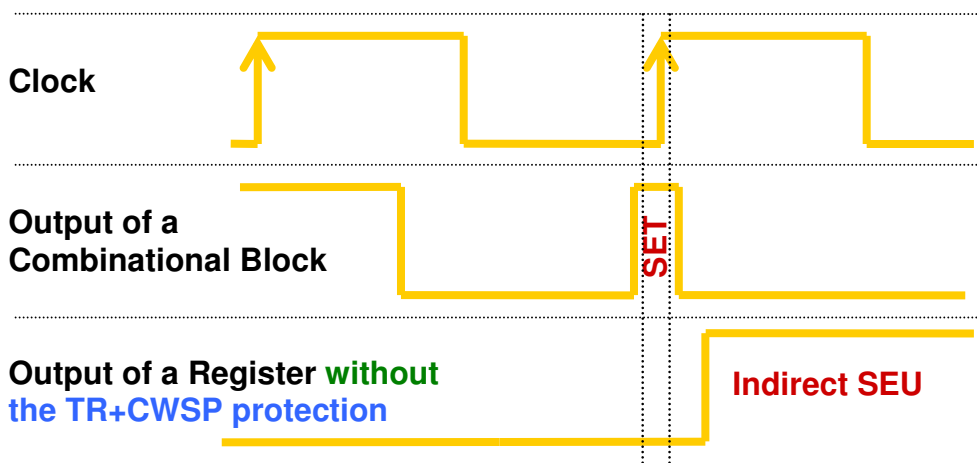 Clock
Output of a
Combinational Block
SET
Output of a Register without
the TR+CWSP protection
Indirect SEU